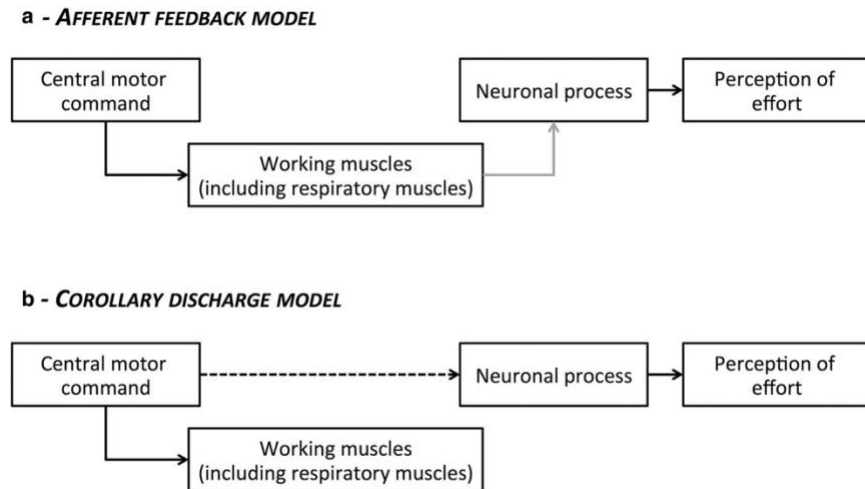 a - AFFERENT FEEDBACK MODEL
Central motor
command
Neuronal process
Perception of
effort
Working muscles
(including respiratory muscles)
b - COROLLARY DISCHARGE MODEL
Central motor
command
Neuronal process
Perception of
effort
Working muscles
(including respiratory muscles)